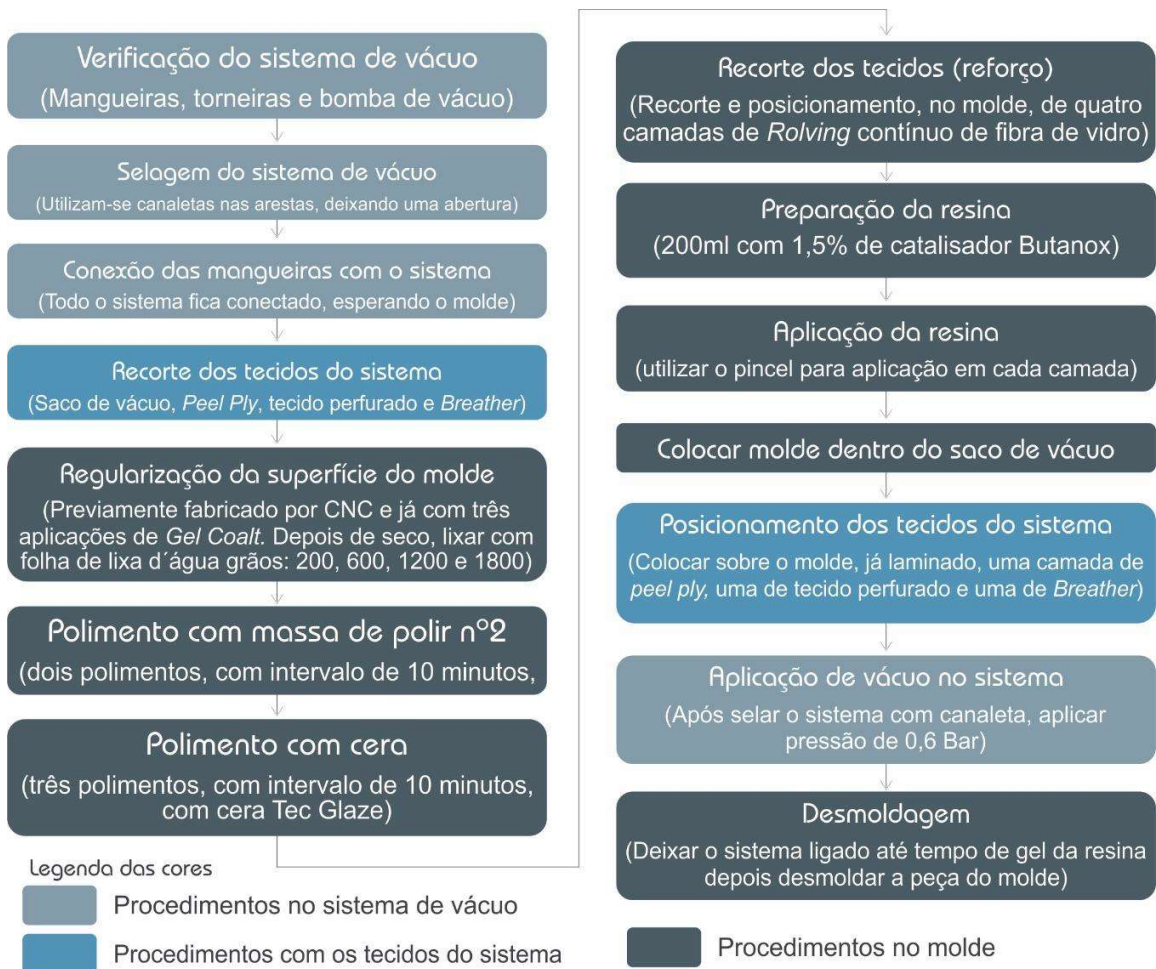 Verificação do sistema de vácuo
(Mangueiras, torneiras e bomba de vácuo)
Selagem do sistema de vácuo
(Utilizam-se canaletas nas arestas, deixando uma abertura)
Conexão das mangueiras com o sistema
(Todo o sistema fica conectado, esperando o molde)
Recorte dos tecidos do sistema
(Saco de vácuo, Peel Ply, tecido perfurado e Breather)
Regularização da superfície do molde
(Previamente fabricado por CNC e já com três
aplicações de Gel Coalt. Depois de seco, lixar com
folha de lixa d´água grãos: 200, 600, 1200 e 1800)
Polimento com massa de polir nº2
(dois polimentos, com intervalo de 10 minutos,
Polimento com cera
(três polimentos, com intervalo de 10 minutos,
com cera Tec Glaze)
Recorte dos tecidos (reforço)
(Recorte e posicionamento, no molde, de quatro
camadas de Rolving contínuo de fibra de vidro)
Preparação da resina
(200ml com 1,5% de catalisador Butanox)
Aplicação da resina
(utilizar o pincel para aplicação em cada camada)
Colocar molde dentro do saco de vácuo
Posicionamento dos tecidos do sistema
(Colocar sobre o molde, já laminado, uma camada de
peel ply, uma de tecido perfurado e uma de Breather)
Aplicação de vácuo no sistema
(Após selar o sistema com canaleta, aplicar
pressão de 0,6 Bar)
Desmoldagem
(Deixar o sistema ligado até tempo de gel da resina
depois desmoldar a peça do molde)
Legenda das cores
Procedimentos no sistema de vácuo
Procedimentos com os tecidos do sistema
Procedimentos no molde